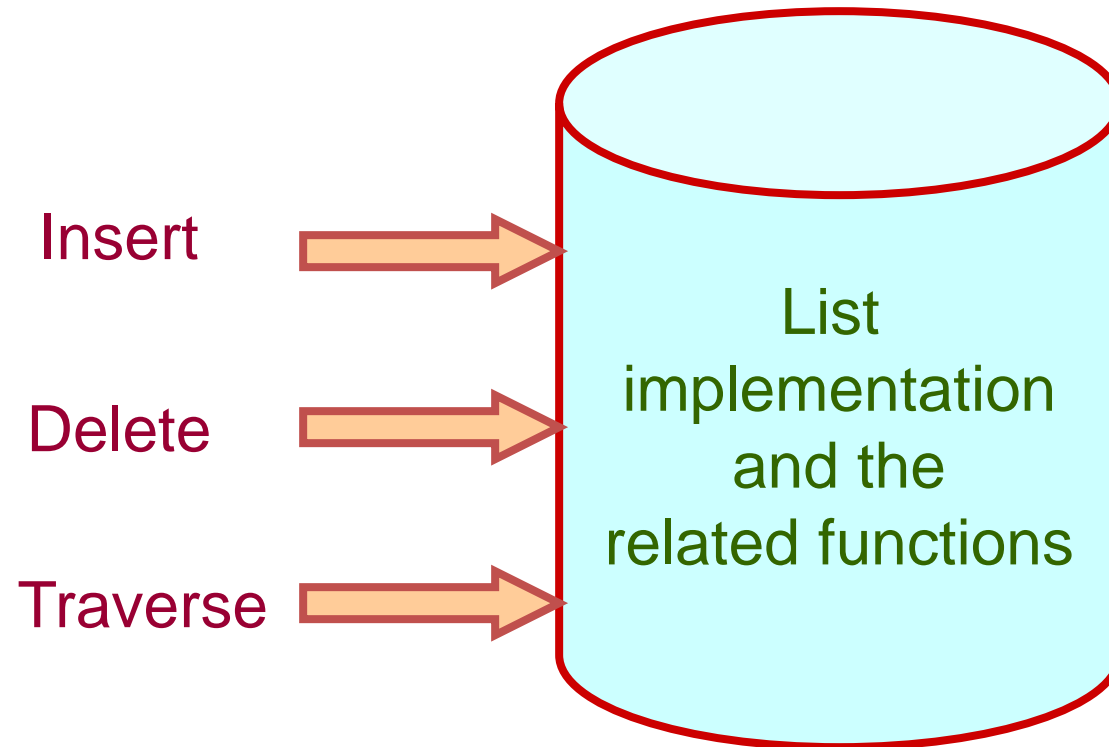 Insert
Delete
Traverse
List
implementation
and the
related functions